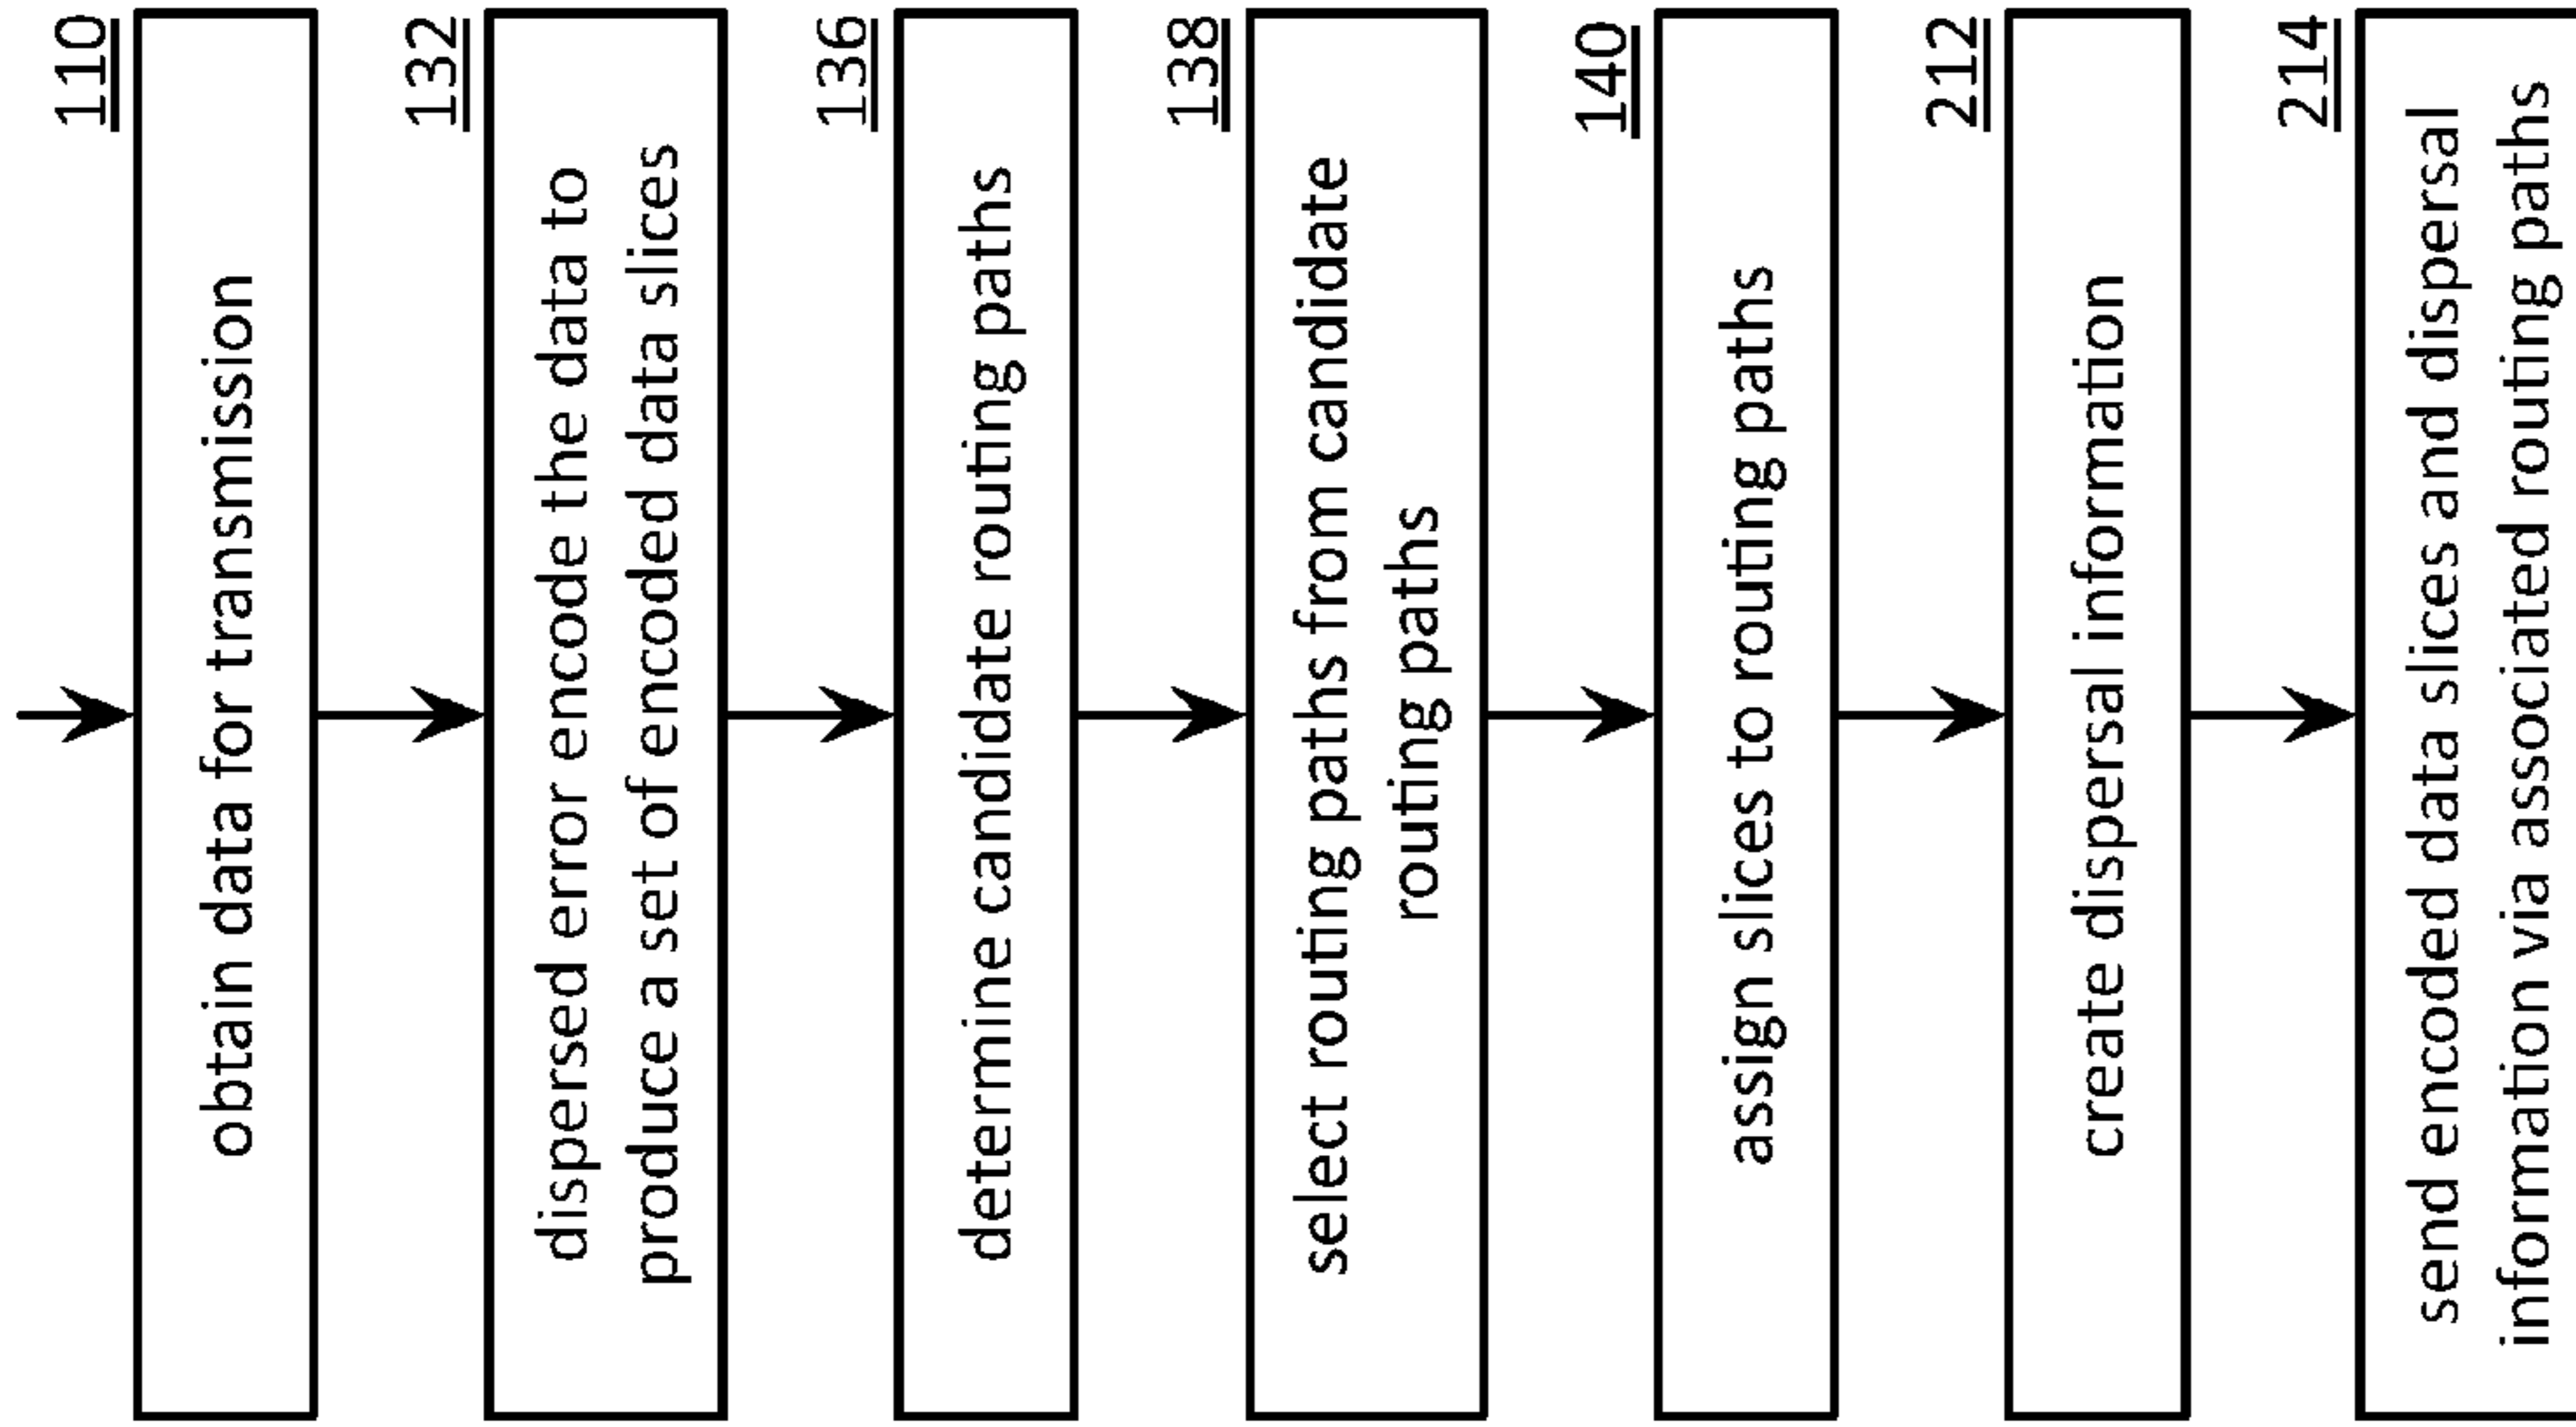 110
obtain data for transmission
132
dispersed error encode the data to
produce a set of encoded data slices
136
determine candidate routing paths
138
select routing paths from candidate
routing paths
140
assign slices to routing paths
212
create dispersal information
214
send encoded data slices and dispersal
information via associated routing paths